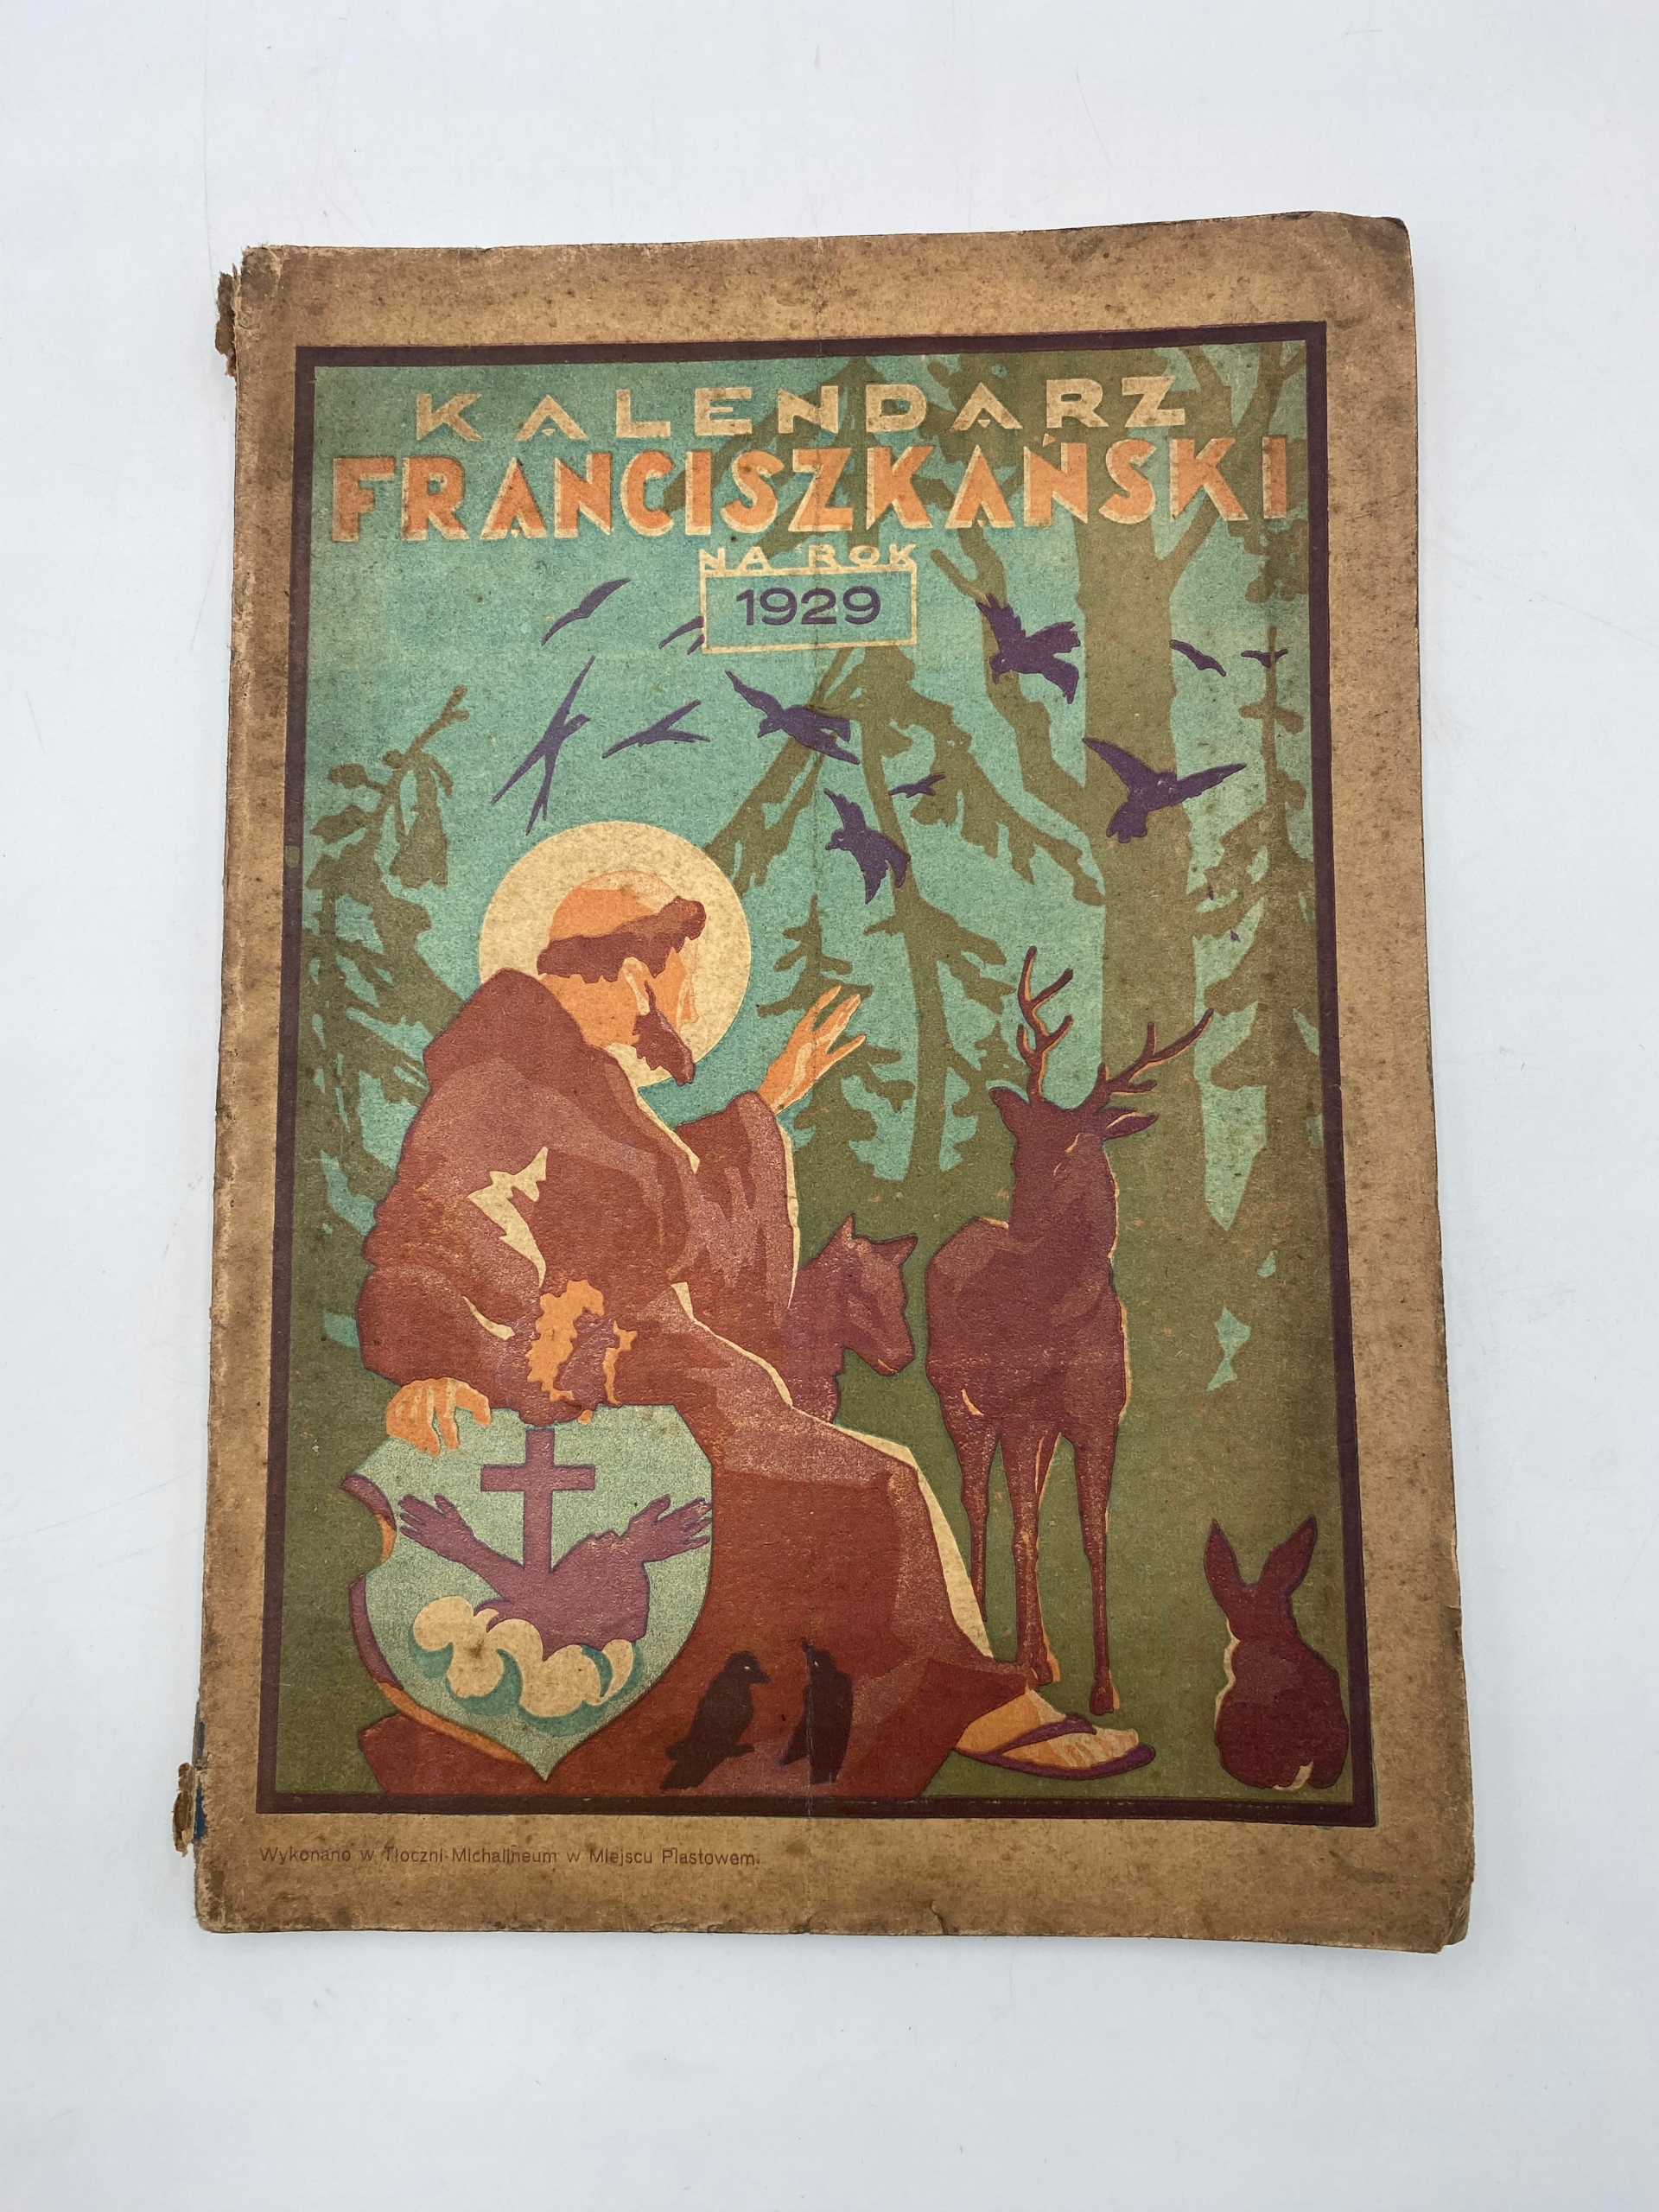 KALENDARZ
FRANCISZKAŃSKI
NA ROK
1929
Wykonano w Tłoczni Michalineum w Miejscu Piastowem.